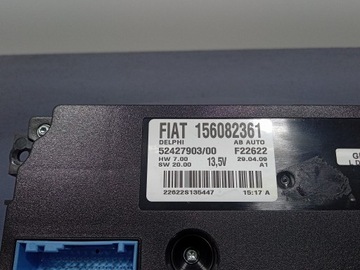 FIAT 156082361
DELPHI AB AUTO
52427903/00 F22622
HW 7.00 13,5V 29.04.09
SW 20.00 A1
22622S135447 15:17 A